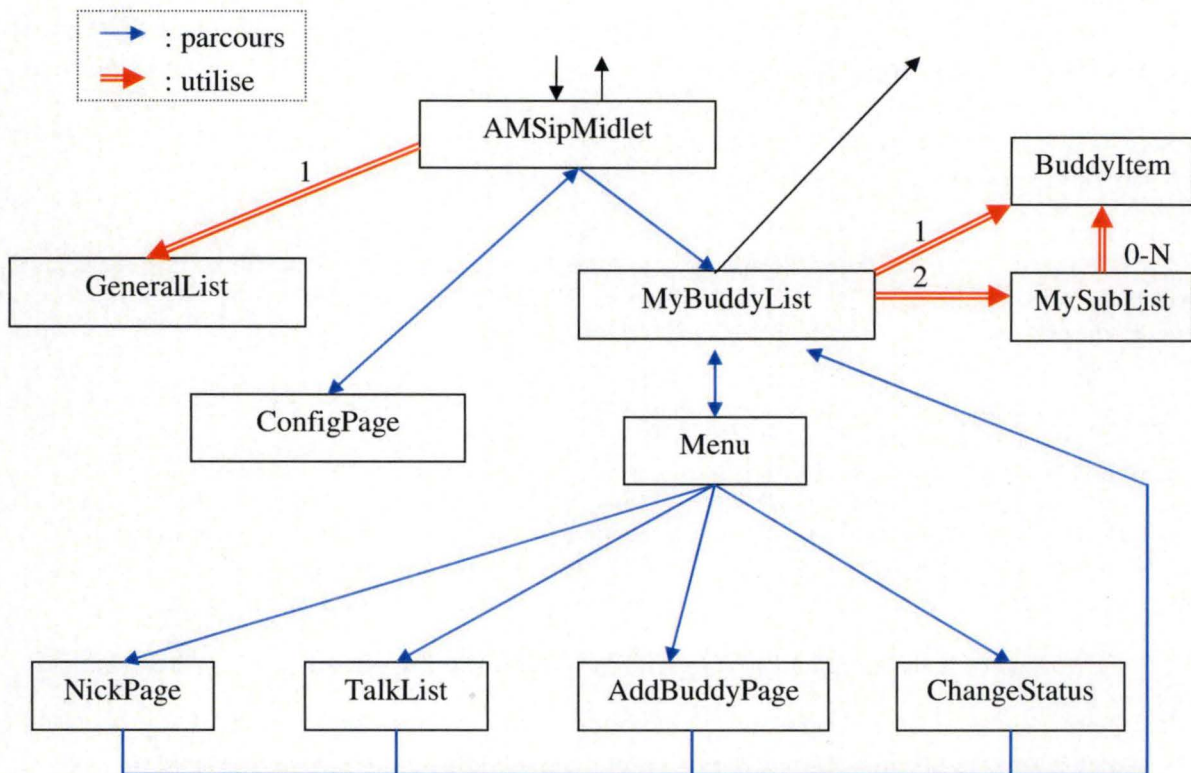 : parcours
: utilise
AMSipMidlet
1
BuddyItem
GeneralList
1
0-N
MyBuddyList
2
MySubList
ConfigPage
Menu
NickPage
TalkList
AddBuddyPage
ChangeStatus